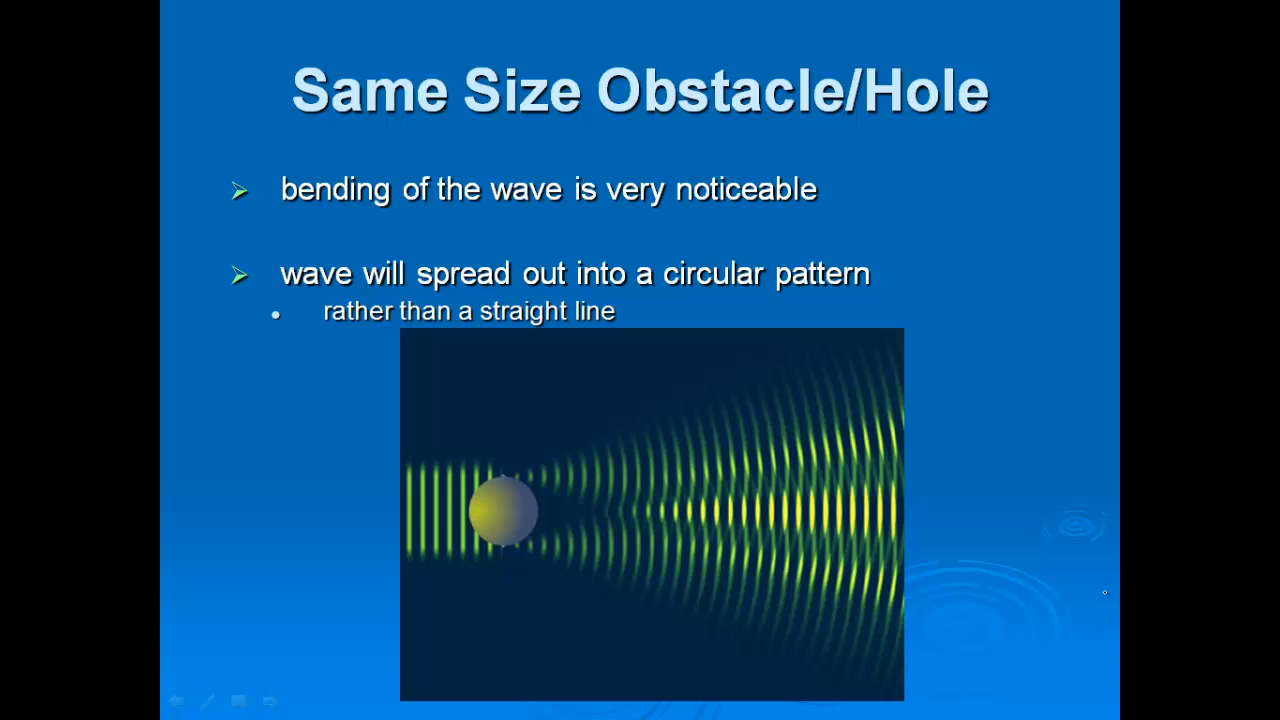 Same Size Obstacle/Hole
bending of the wave is very noticeable
wave will spread out into a circular pattern
rather than a straight line